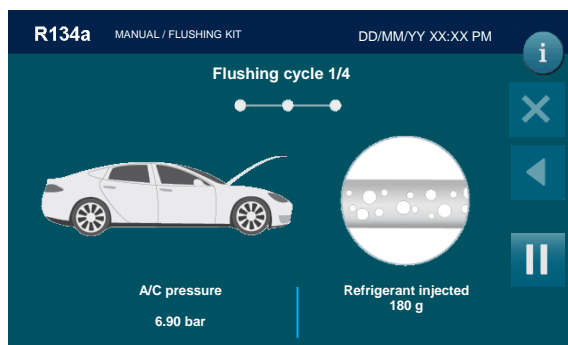 R134a MANUAL / FLUSHING KIT DD/MM/YY XX:XX PM
i
Flushing cycle 1/4
A/C pressure
6.90 bar
Refrigerant injected
180 g